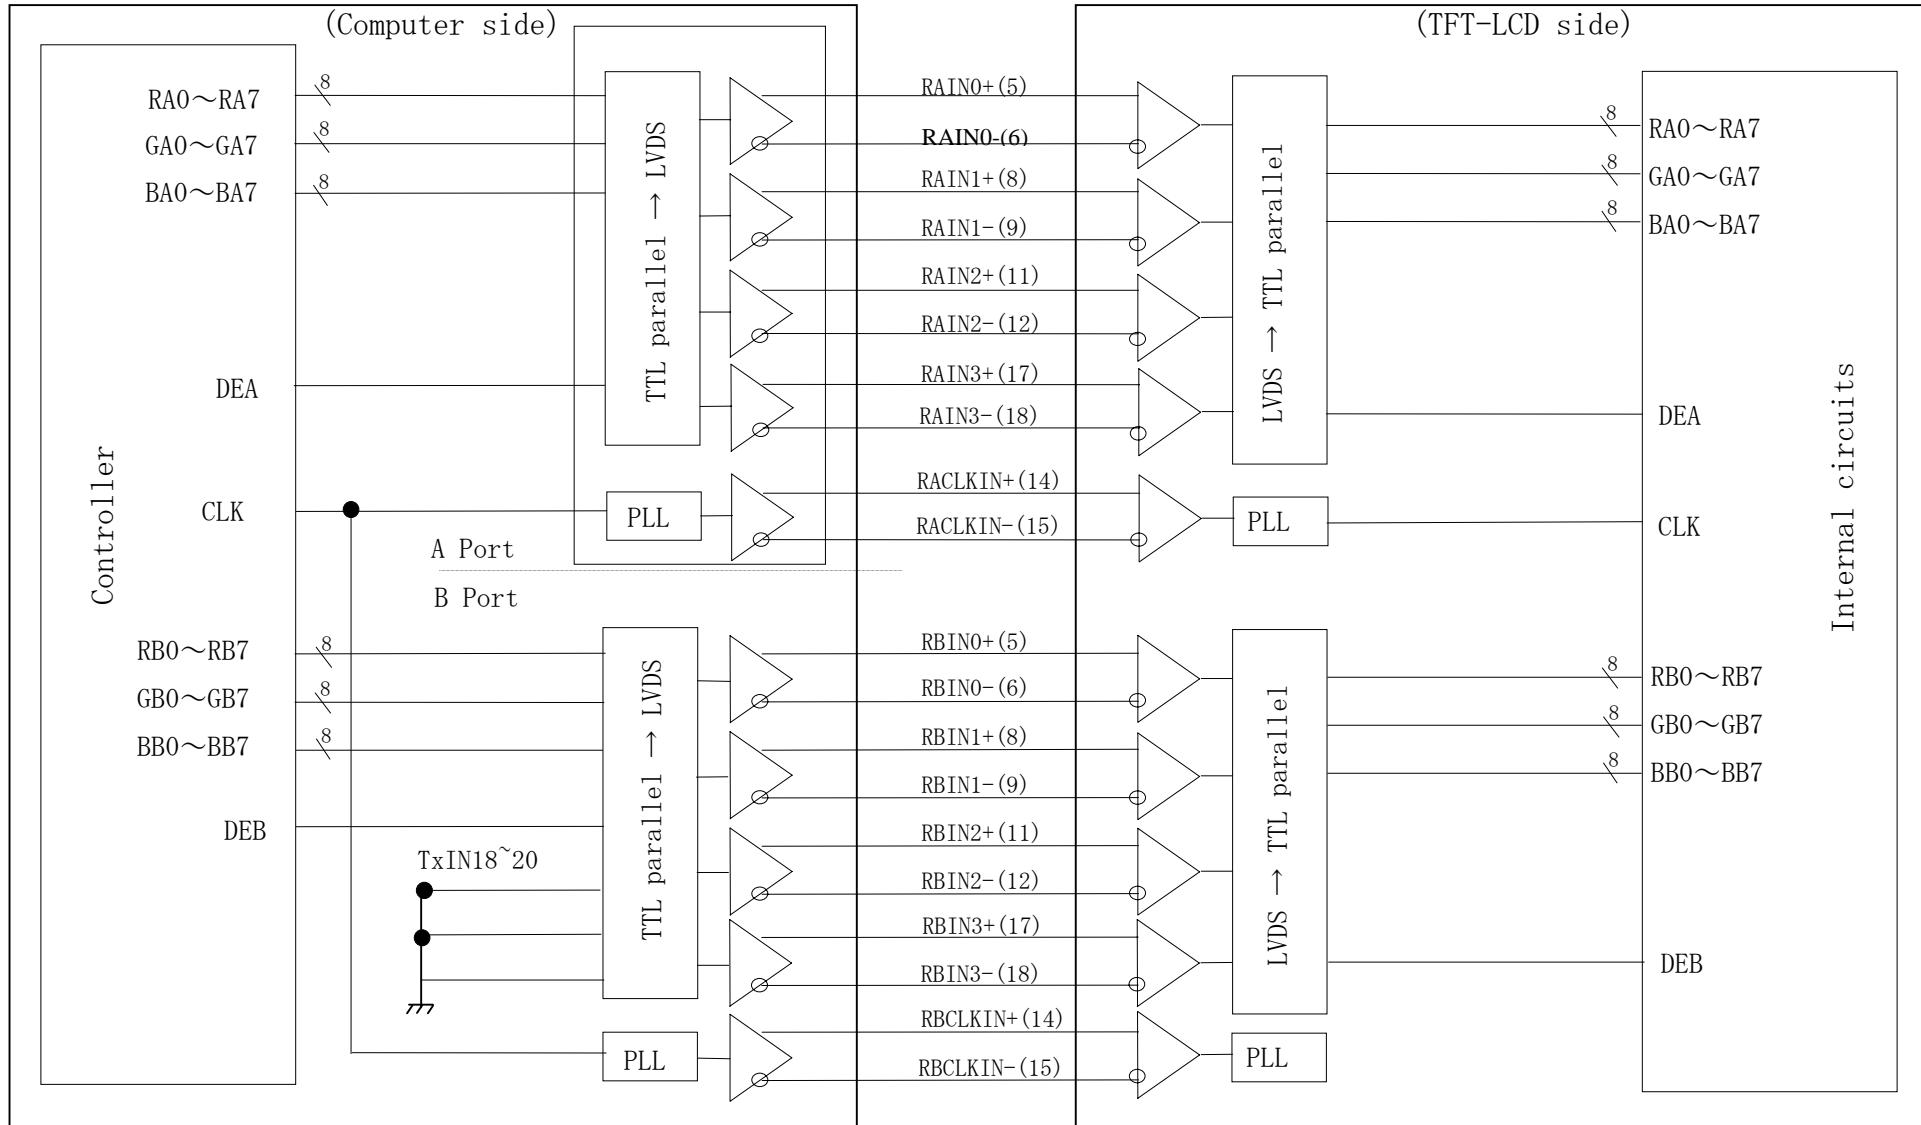 (Computer side)
(TFT-LCD side)
Controller
RA0～RA7
8
GA0～GA7
8
BA0～BA7
8
DEA
CLK
TTL parallel → LVDS
PLL
A Port
B Port
RB0～RB7
8
GB0～GB7
8
BB0～BB7
8
DEB
TxIN18~20
TTL parallel → LVDS
PLL
RAIN0+(5)
RAIN0-(6)
RAIN1+(8)
RAIN1-(9)
RAIN2+(11)
RAIN2-(12)
RAIN3+(17)
RAIN3-(18)
RACLKIN+(14)
RACLKIN-(15)
RBIN0+(5)
RBIN0-(6)
RBIN1+(8)
RBIN1-(9)
RBIN2+(11)
RBIN2-(12)
RBIN3+(17)
RBIN3-(18)
RBCLKIN+(14)
RBCLKIN-(15)
LVDS → TTL parallel
PLL
LVDS → TTL parallel
PLL
8
RA0～RA7
8
GA0～GA7
8
BA0～BA7
DEA
CLK
8
RB0～RB7
8
GB0～GB7
8
BB0～BB7
DEB
Internal circuits